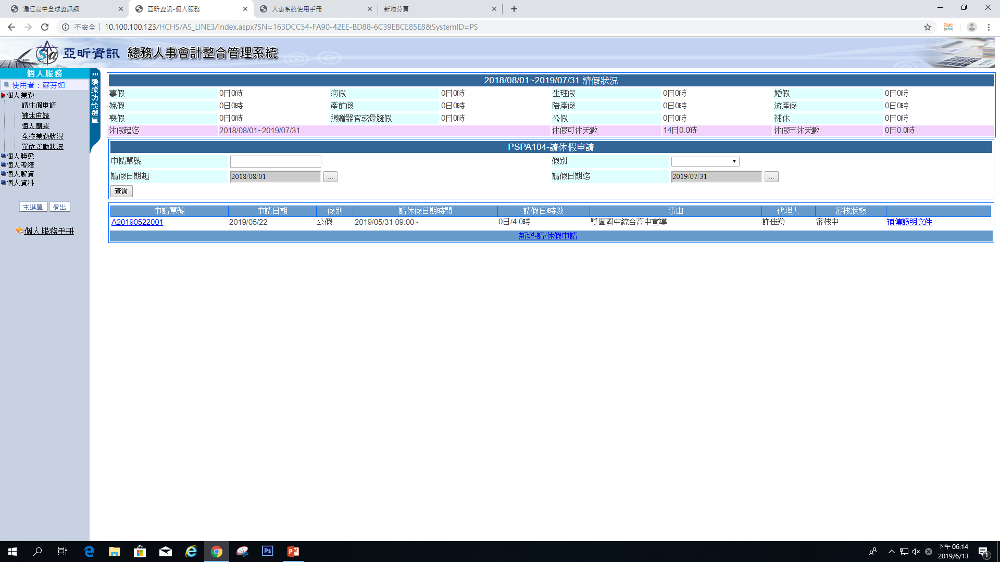 滬江高中全球資訊網
亞昕資訊-個人服務
人事系統使用手冊
新增分頁
不安全 10.100.100.123/HCHS/AS_LINE3/Index.aspx?SN=163DCC54-FA90-42EE-BD88-6C39EBCE85E8&SystemID=PS
亞昕資訊 總務人事會計整合管理系統
個人服務
使用者：蘇芬如
個人差勤
請休假申請
補休申請
個人刷差
全校差勤狀況
單位差勤狀況
個人獎懲
個人考績
個人薪資
個人資料
主選單 登出
個人服務手冊
隱藏功能選單
2018/08/01~2019/07/31 請假狀況
事假 0日0時 病假 0日0時 生理假 0日0時 婚假 0日0時
娩假 0日0時 產前假 0日0時 陪產假 0日0時 流產假 0日0時
喪假 0日0時 捐贈器官或骨髓假 0日0時 公假 0日0時 補休 0日0時
休假起迄 2018/08/01~2019/07/31 休假可休天數 14日0.0時 休假已休天數 0日0.0時
PSPA104-請休假申請
申請單號 假別
請假日期起 2018/08/01 ... 請假日期迄 2019/07/31 ...
查詢
申請單號 申請日期 假別 請休假日期時間 請假日/時數 事由 代理人 審核狀態
A20190522001 2019/05/22 公假 2019/05/31 09:00~ 0日/4.0時 雙園國中綜合高中宣導 許佳羚 審核中 補傳證明文件
新增-請/休假申請
下午 06:14
2019/6/13
1